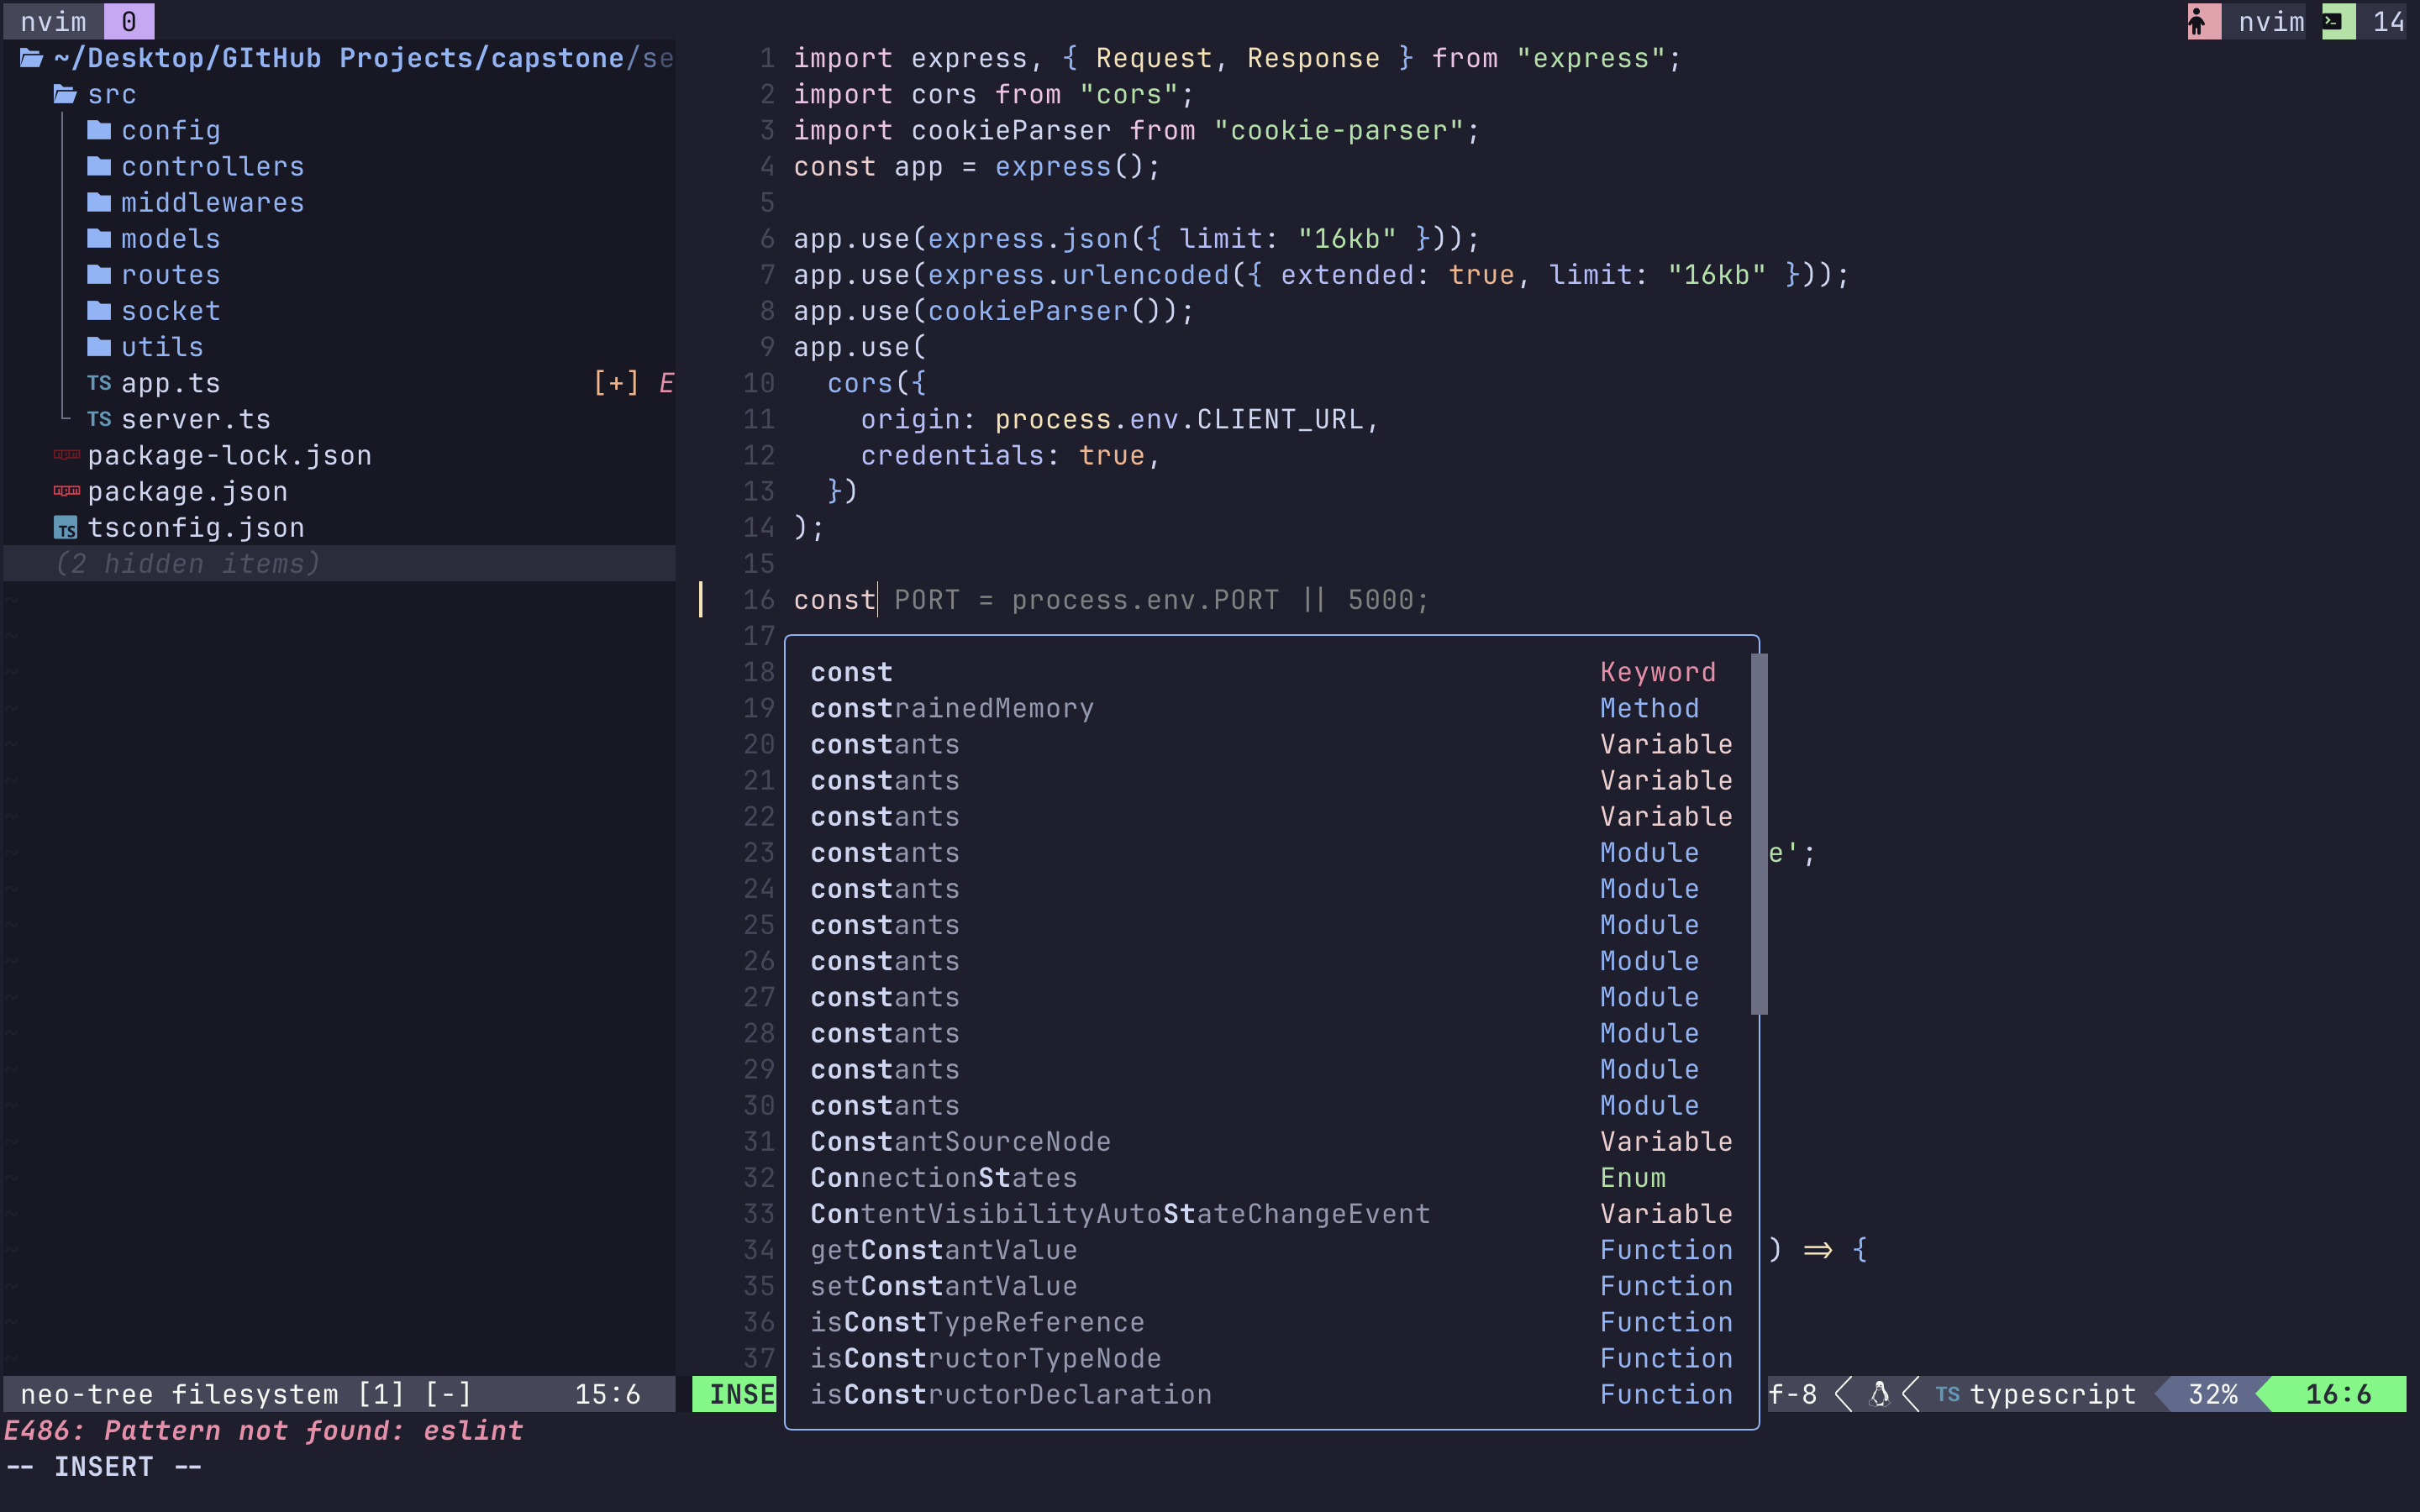 nvim 0
nvim 14
~/Desktop/GItHub Projects/capstone/se
src
config
controllers
middlewares
models
routes
socket
utils
TS app.ts [+] E
TS server.ts
package-lock.json
package.json
TS tsconfig.json
(2 hidden items)
1 import express, { Request, Response } from "express";
2 import cors from "cors";
3 import cookieParser from "cookie-parser";
4 const app = express();
5
6 app.use(express.json({ limit: "16kb" }));
7 app.use(express.urlencoded({ extended: true, limit: "16kb" }));
8 app.use(cookieParser());
9 app.use(
10 cors({
11 origin: process.env.CLIENT_URL,
12 credentials: true,
13 })
14 );
15
16 const PORT = process.env.PORT || 5000;
17
18 const Keyword
19 constrainedMemory Method
20 constants Variable
21 constants Variable
22 constants Variable
23 constants Module e';
24 constants Module
25 constants Module
26 constants Module
27 constants Module
28 constants Module
29 constants Module
30 constants Module
31 ConstantSourceNode Variable
32 ConnectionStates Enum
33 ContentVisibilityAutoStateChangeEvent Variable
34 getConstantValue Function ) => {
35 setConstantValue Function
36 isConstTypeReference Function
37 isConstructorTypeNode Function
isConstructorDeclaration Function
neo-tree filesystem [1] [-] 15:6
INSE f-8 TS typescript 32% 16:6
E486: Pattern not found: eslint
-- INSERT --